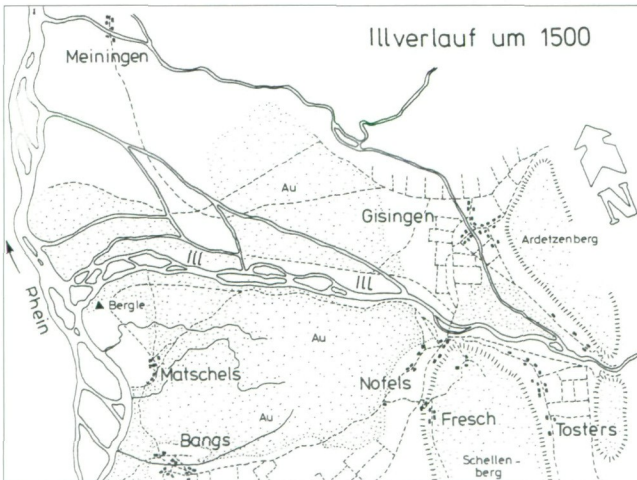 Illverlauf um 1500
Meiningen
Au
Gisingen
Ardetzenberg
N
Ill
Ill
Rhein
Bergle
Au
Matschels
Nofels
Au
Fresch
Tosters
Bangs
Schellen-
berg